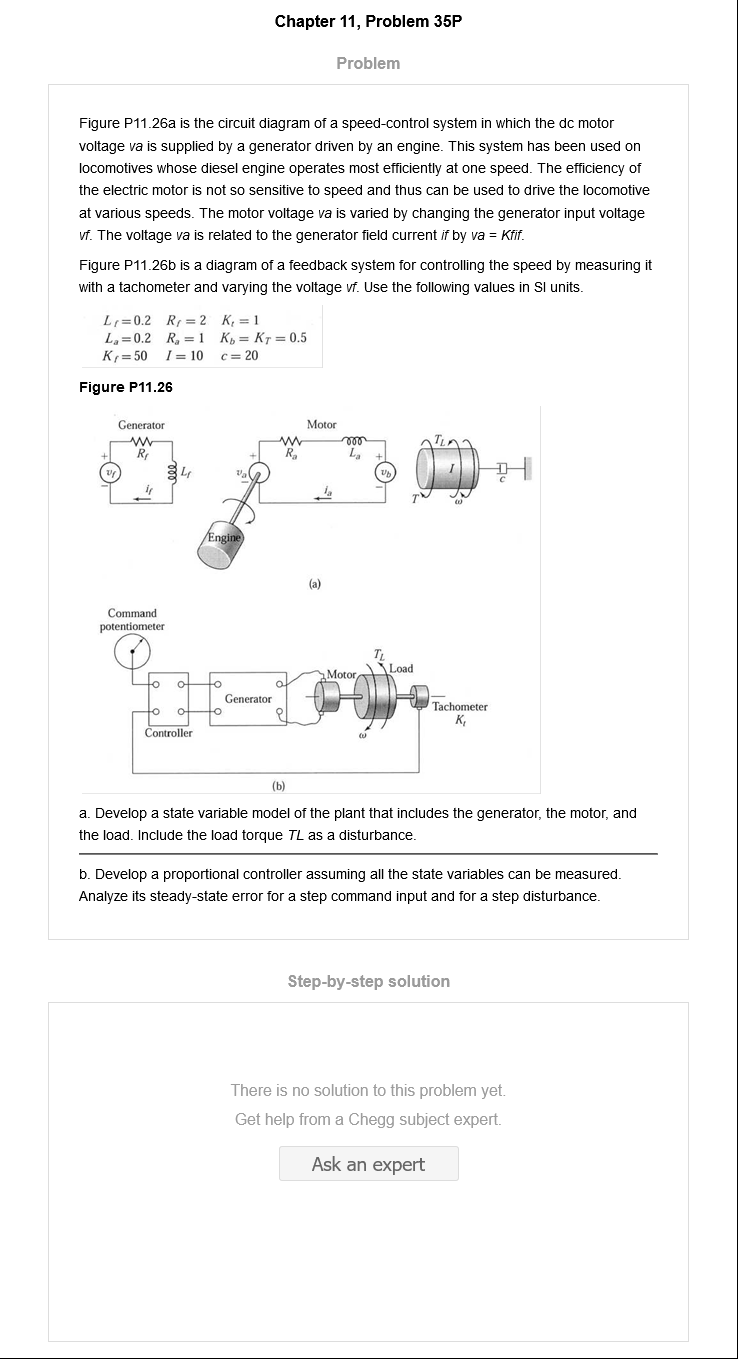 Chapter 11, Problem 35P
Problem
Figure P11.26a is the circuit diagram of a speed-control system in which the dc motor
voltage va is supplied by a generator driven by an engine. This system has been used on
locomotives whose diesel engine operates most efficiently at one speed. The efficiency of
the electric motor is not so sensitive to speed and thus can be used to drive the locomotive
at various speeds. The motor voltage va is varied by changing the generator input voltage
vf. The voltage va is related to the generator field current if by va = Kfif.
Figure P11.26b is a diagram of a feedback system for controlling the speed by measuring it
with a tachometer and varying the voltage vf. Use the following values in SI units.
L_f = 0.2 R_f = 2 K_t = 1
L_a = 0.2 R_a = 1 K_b = K_T = 0.5
K_f = 50 I = 10 c = 20
Figure P11.26
Generator
Motor
R_f
L_f
+
v_f
−
i_f
+
v_a
−
R_a
L_a
+
v_b
−
i_a
T_L
I
T
ω
c
Engine
(a)
Command
potentiometer
T_L
Load
Motor
Generator
Tachometer
K_t
Controller
ω
(b)
a. Develop a state variable model of the plant that includes the generator, the motor, and
the load. Include the load torque TL as a disturbance.
b. Develop a proportional controller assuming all the state variables can be measured.
Analyze its steady-state error for a step command input and for a step disturbance.
Step-by-step solution
There is no solution to this problem yet.
Get help from a Chegg subject expert.
Ask an expert